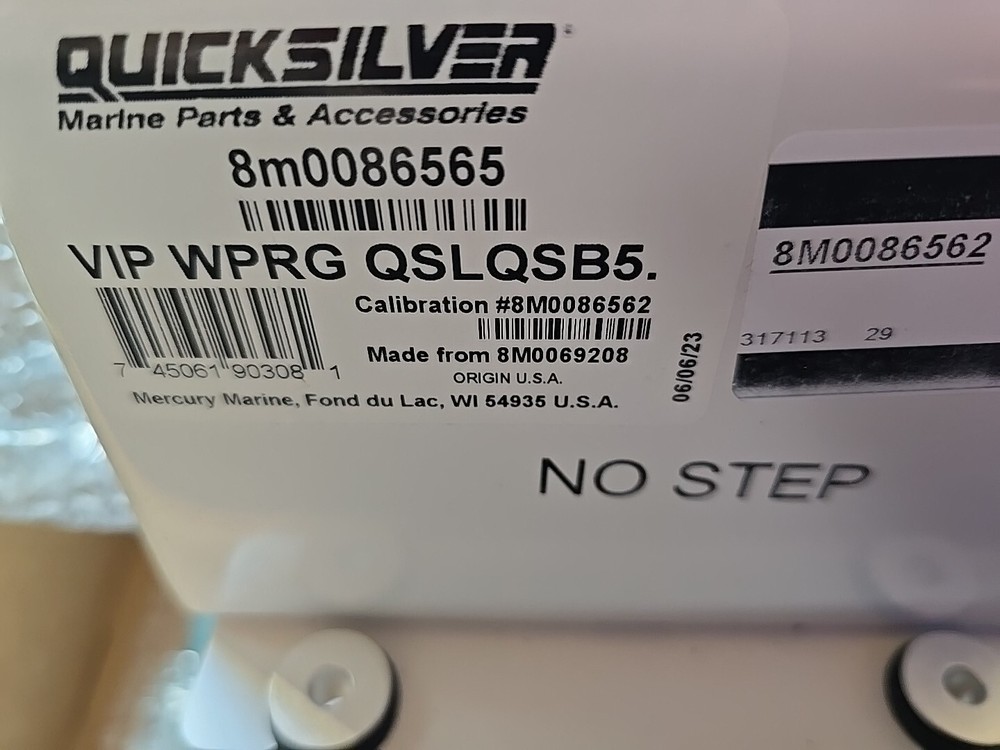 QUICKSILVER
Marine Parts & Accessories
8m0086565
VIP WPRG QSLQSB5.
Calibration #8M0086562
Made from 8M0069208
7 45061 90308 1
ORIGIN U.S.A.
Mercury Marine, Fond du Lac, WI 54935 U.S.A.
06/06/23
8M0086562
317113 29
NO STEP